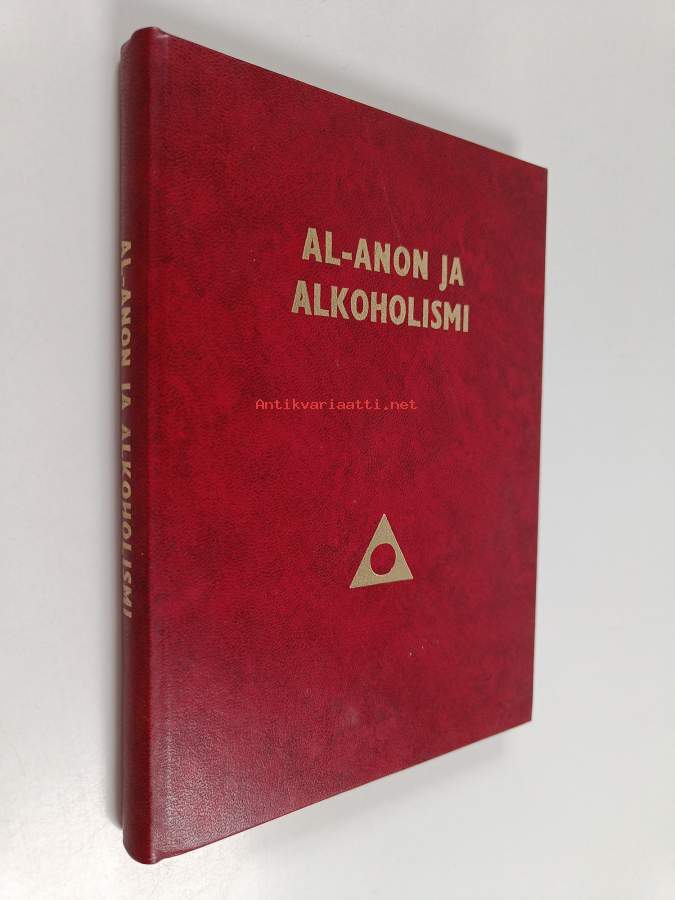 AL-ANON JA
ALKOHOLISMI
Antikvariaatti.net
AL-ANON JA ALKOHOLISMI